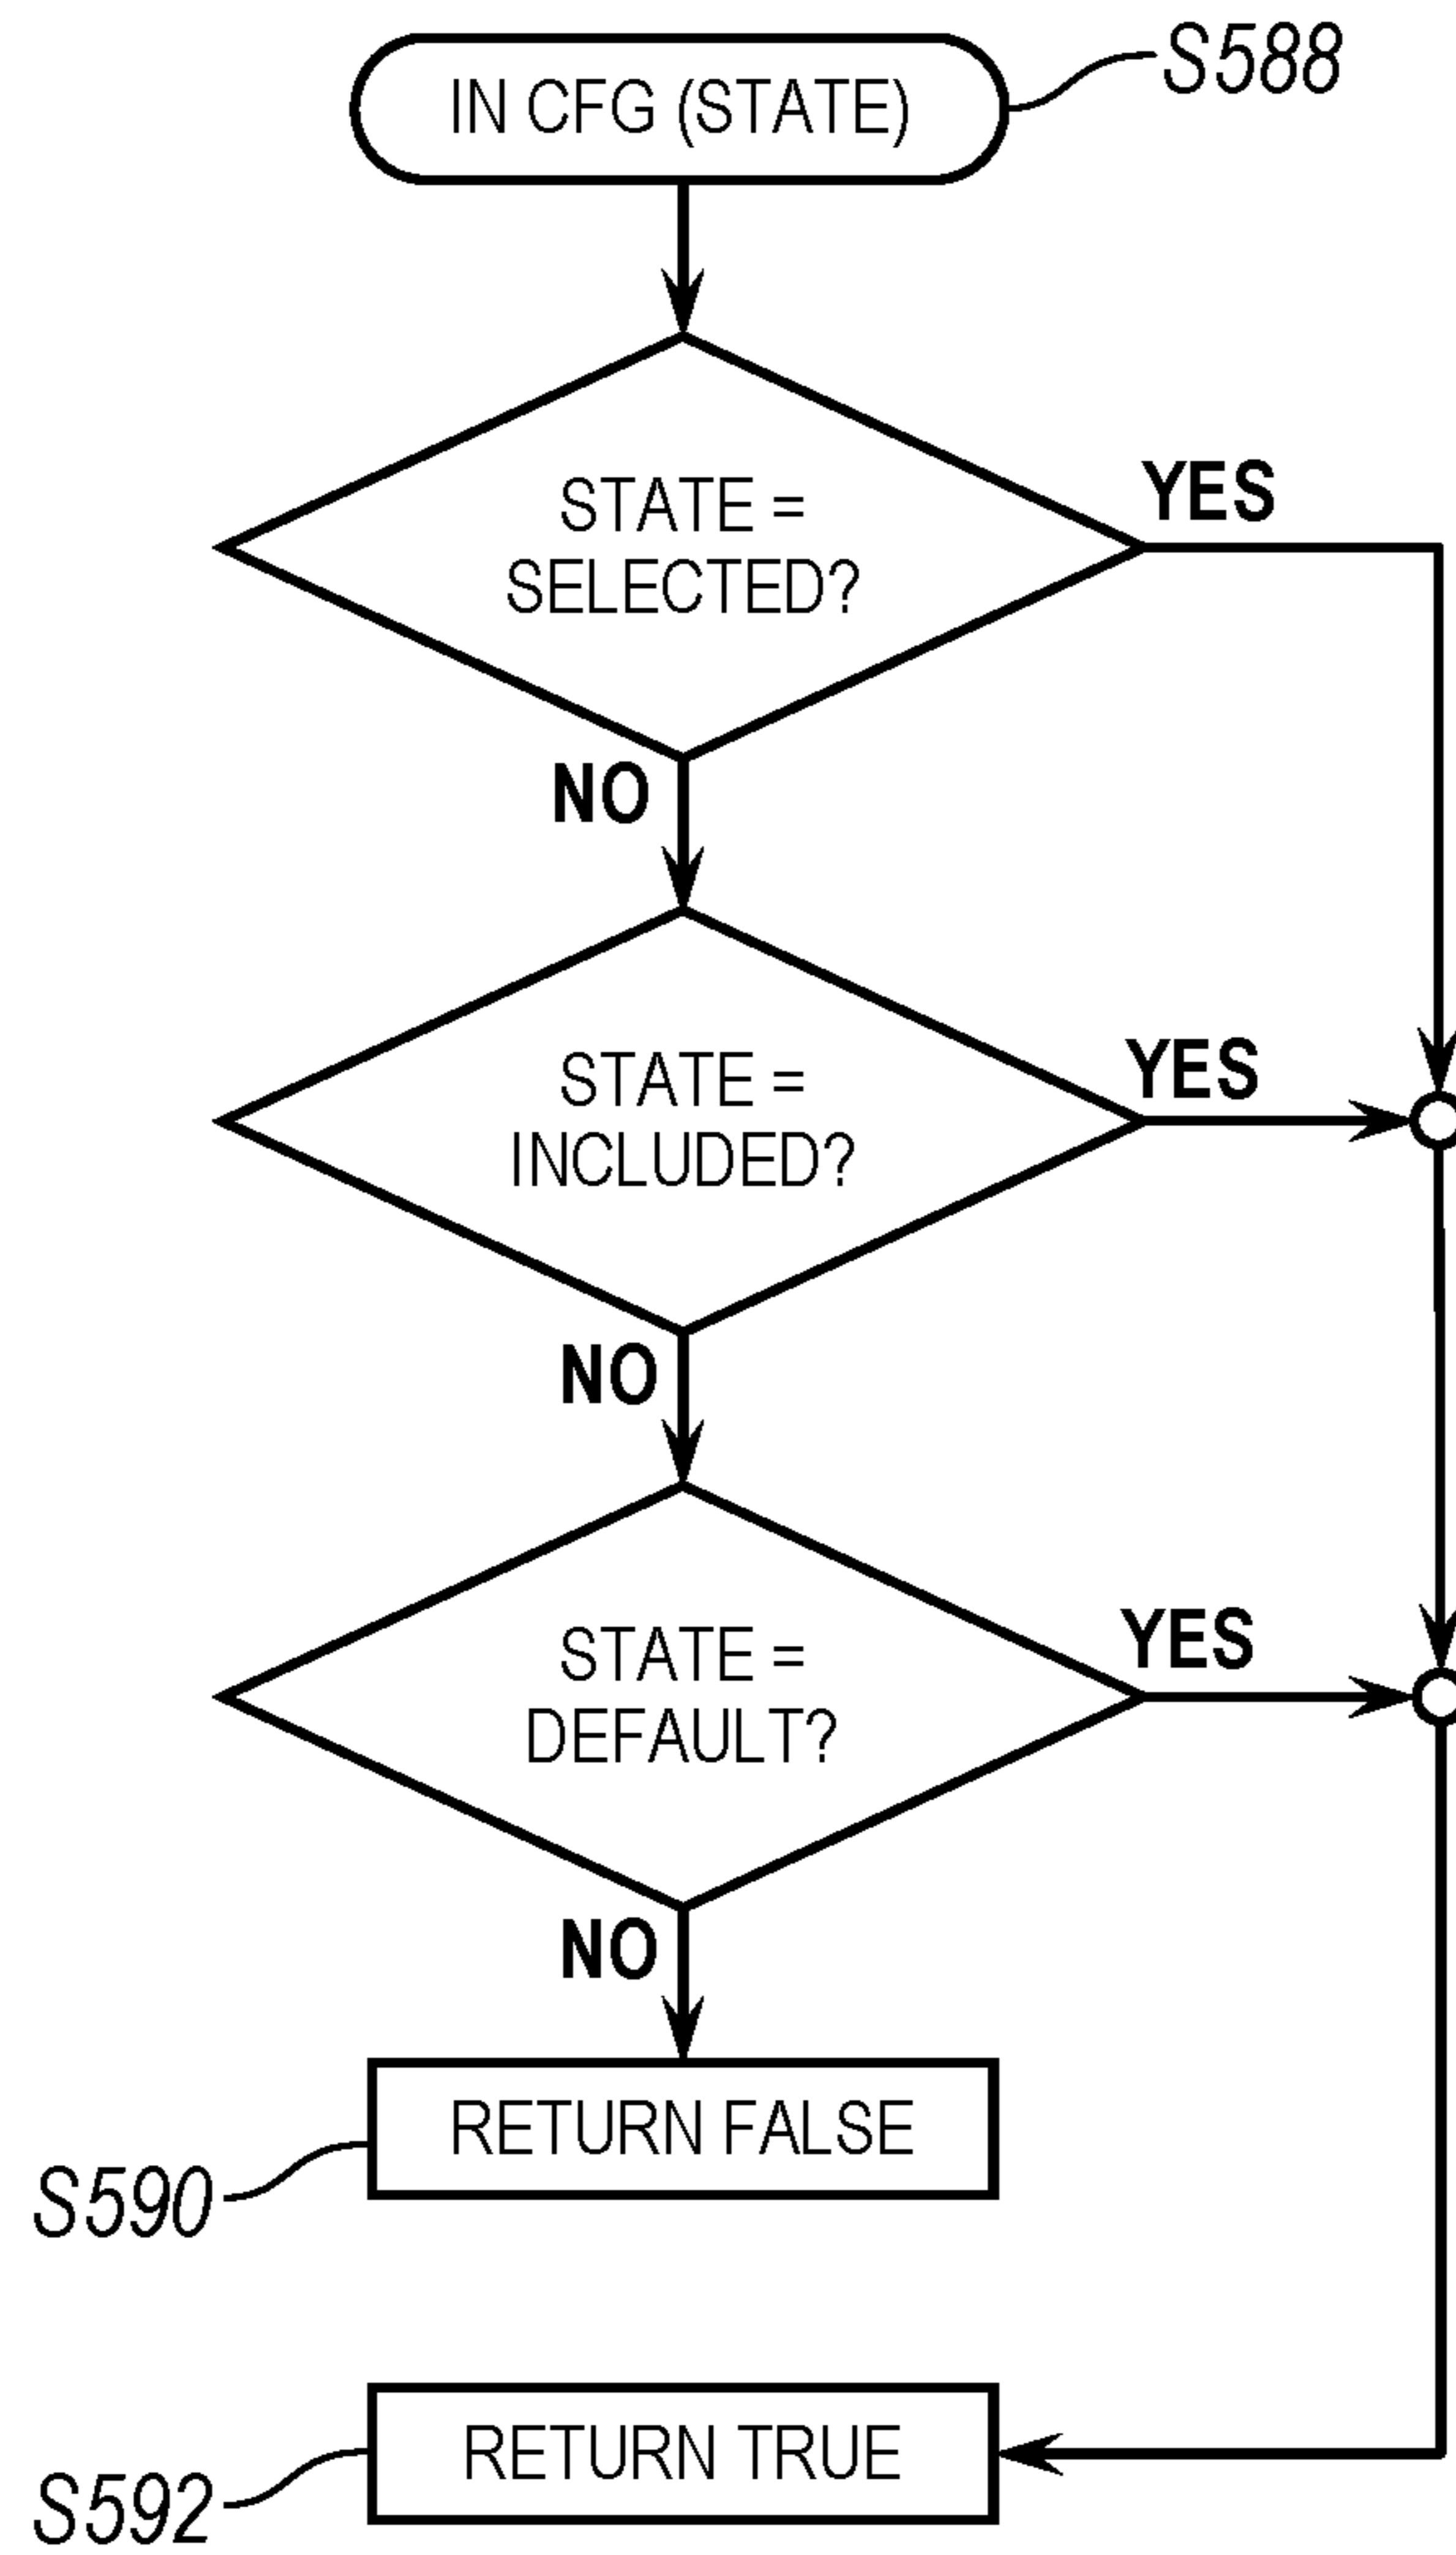 IN CFG (STATE)
S588
STATE =
SELECTED?
YES
NO
STATE =
INCLUDED?
YES
NO
STATE =
DEFAULT?
YES
NO
RETURN FALSE
S590
RETURN TRUE
S592